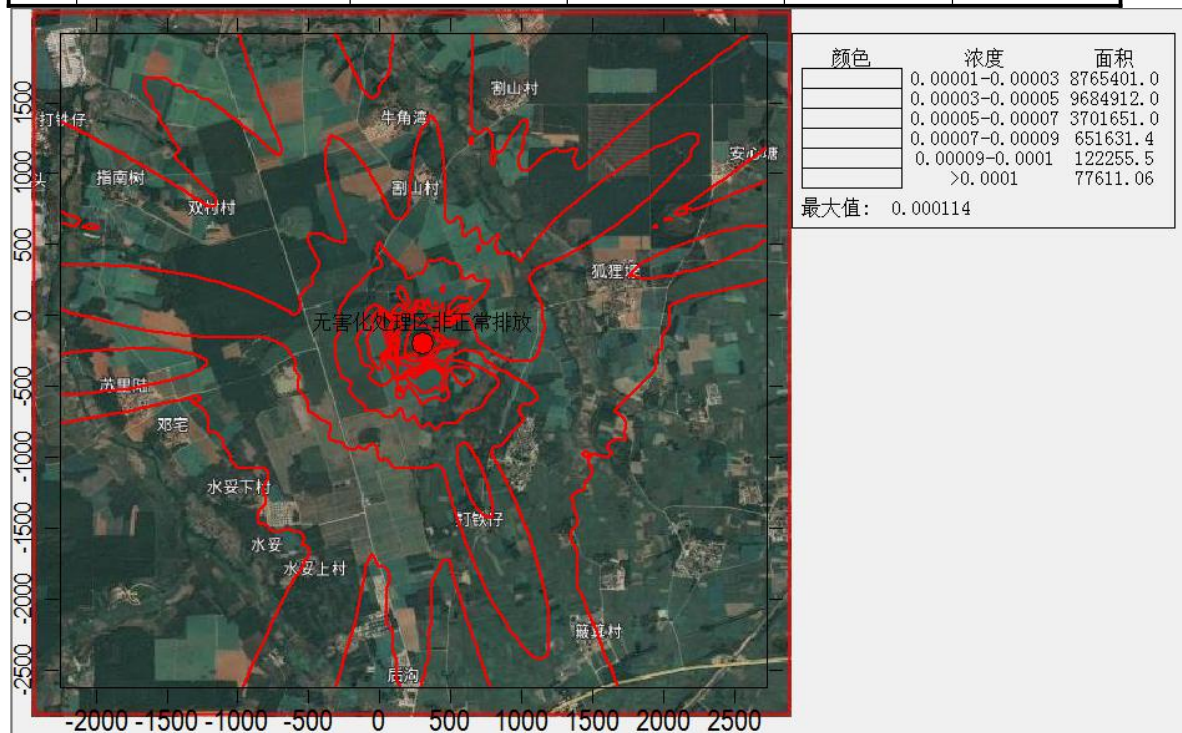 颜色 浓度 面积
0.00001-0.00003 8765401.0
0.00003-0.00005 9684912.0
0.00005-0.00007 3701651.0
0.00007-0.00009 651631.4
0.00009-0.0001 122255.5
>0.0001 77611.06
最大值: 0.000114
割山村
牛角湾
打铁仔
安心塘
指南树
割山村
双村村
狐狸
无害化处理区非正常排放
苏里陆
邓宅
水妥下村
打铁仔
水妥
水妥上村
簸箕村
后沟
1500
1000
500
0
-500
-1000
-1500
-2000
-2500
-2000 -1500 -1000 -500 0 500 1000 1500 2000 2500